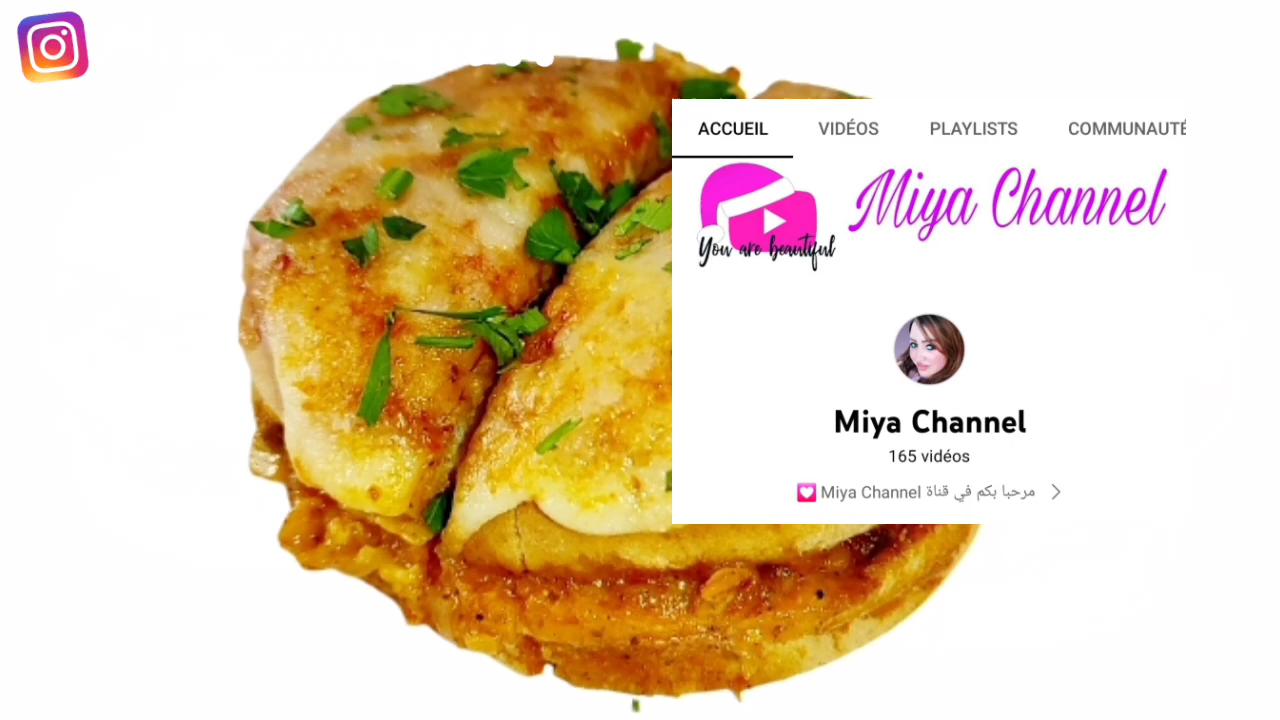 ACCUEIL VIDÉOS PLAYLISTS COMMUNAUTÉ
Miya Channel
You are beautiful
Miya Channel
165 vidéos
مرحبا بكم في قناة Miya Channel